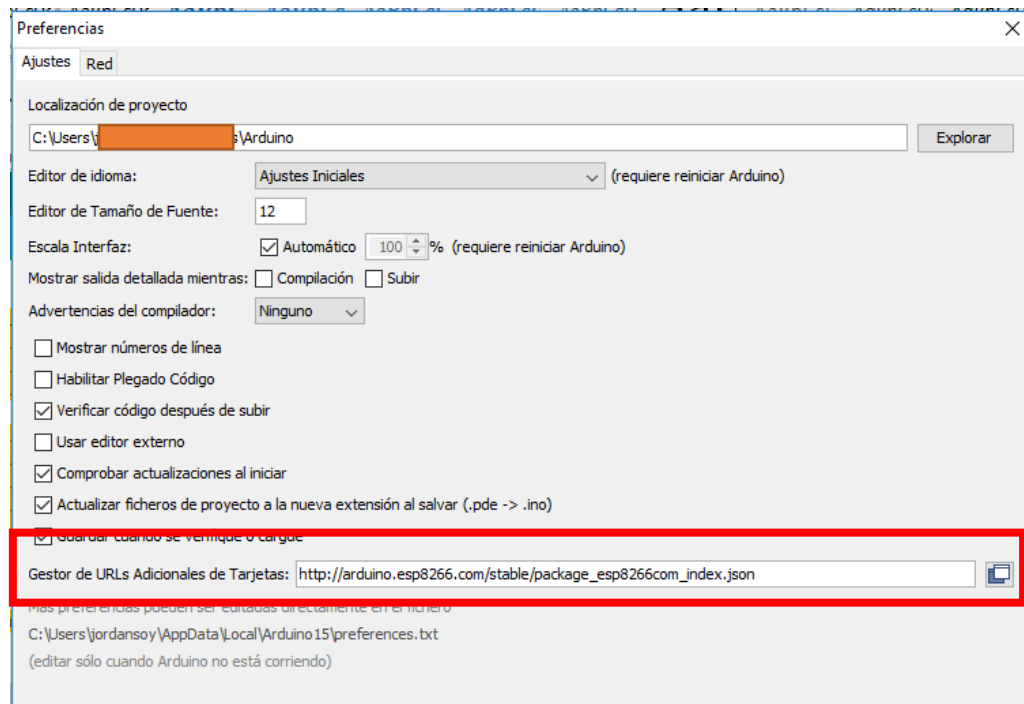 Preferencias
Ajustes Red
Localización de proyecto
C:\Users\j s\Arduino Explorar
Editor de idioma: Ajustes Iniciales (requiere reiniciar Arduino)
Editor de Tamaño de Fuente: 12
Escala Interfaz: Automático 100 % (requiere reiniciar Arduino)
Mostrar salida detallada mientras: Compilación Subir
Advertencias del compilador: Ninguno
Mostrar números de línea
Habilitar Plegado Código
Verificar código después de subir
Usar editor externo
Comprobar actualizaciones al iniciar
Actualizar ficheros de proyecto a la nueva extensión al salvar (.pde -> .ino)
Guardar cuando se verifique o cargue
Gestor de URLs Adicionales de Tarjetas: http://arduino.esp8266.com/stable/package_esp8266com_index.json
Más preferencias pueden ser editadas directamente en el fichero
C:\Users\jordansoy\AppData\Local\Arduino15\preferences.txt
(editar sólo cuando Arduino no está corriendo)